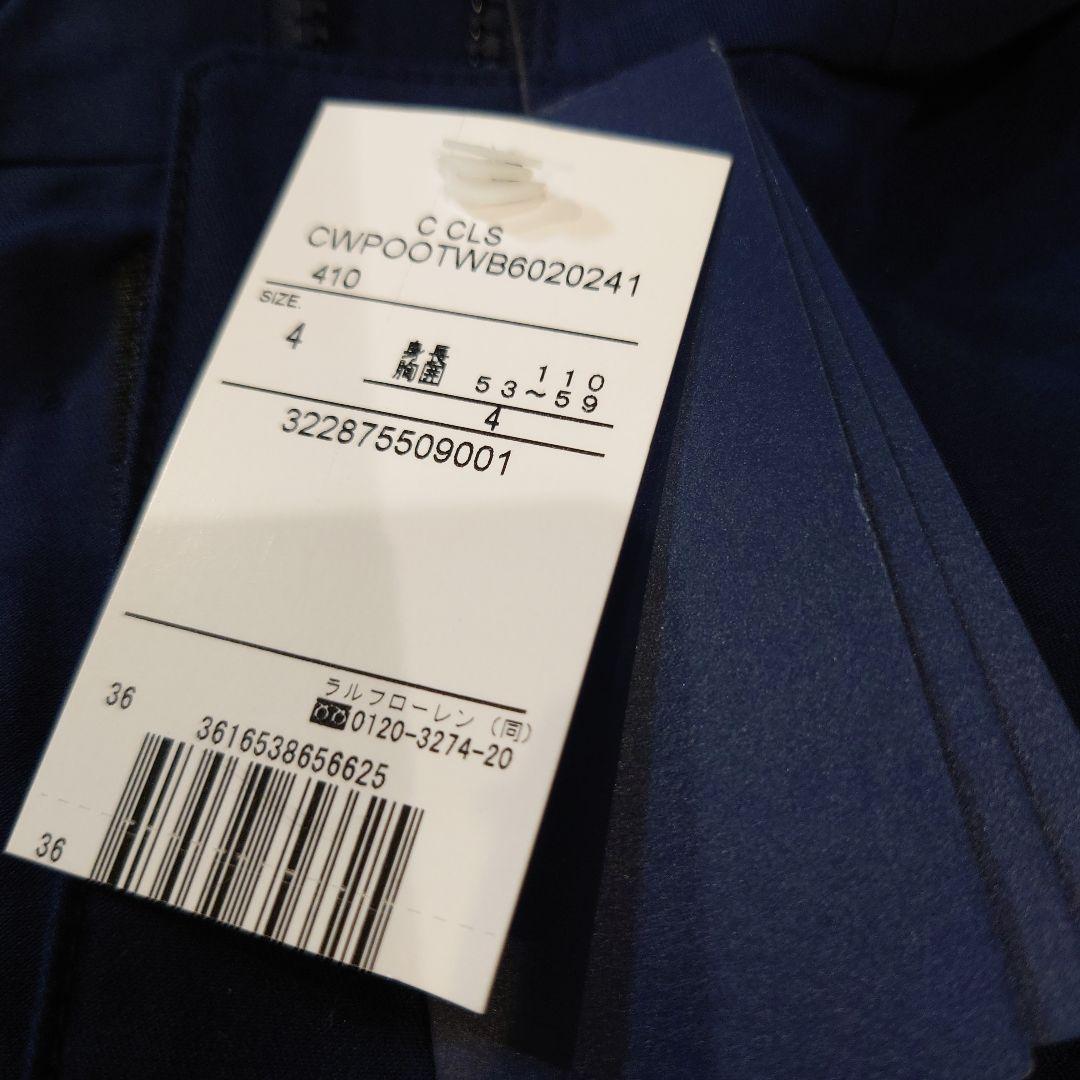 C CLS
CWPOOTWB6020241
410
SIZE.
4
身長 110
胸囲 53～59
4
322875509001
ラルフローレン（同）
0120-3274-20
36
3616538656625
36